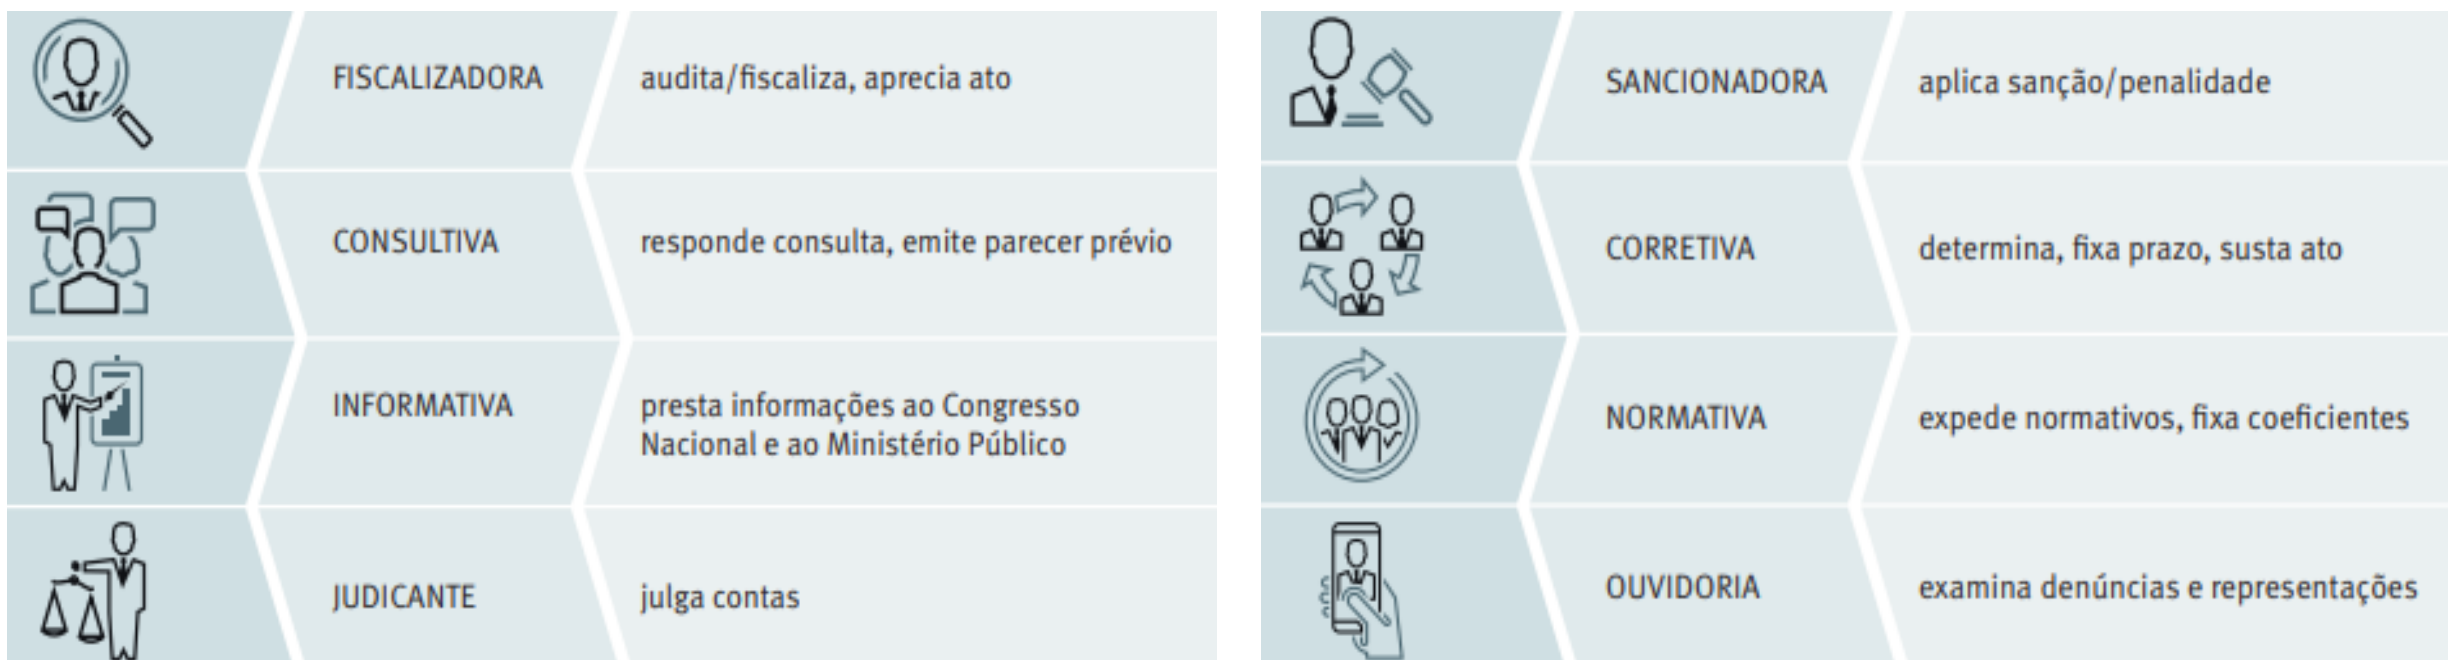 FISCALIZADORA
audita/fiscaliza, aprecia ato
CONSULTIVA
responde consulta, emite parecer prévio
INFORMATIVA
presta informações ao Congresso
Nacional e ao Ministério Público
JUDICANTE
julga contas
SANCIONADORA
aplica sanção/penalidade
CORRETIVA
determina, fixa prazo, susta ato
NORMATIVA
expede normativos, fixa coeficientes
OUVIDORIA
examina denúncias e representações